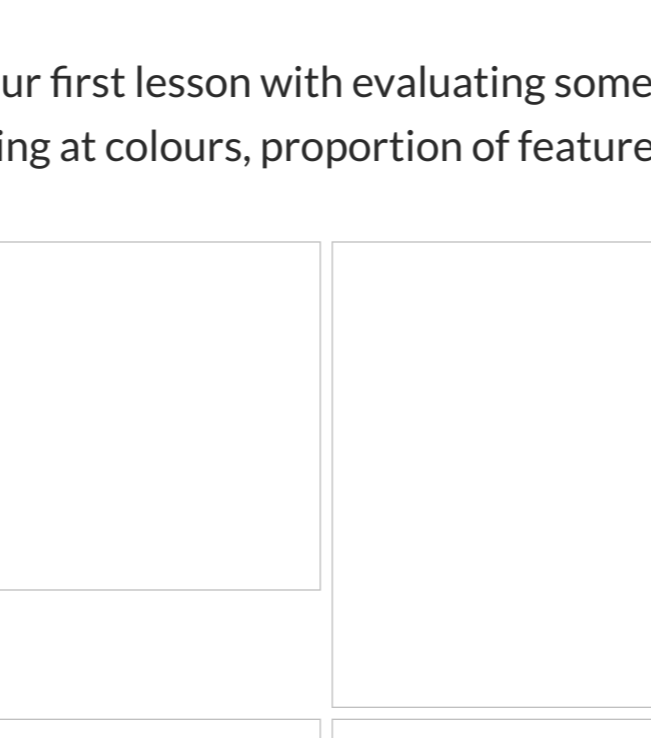 ur first lesson with evaluating some
ing at colours, proportion of feature